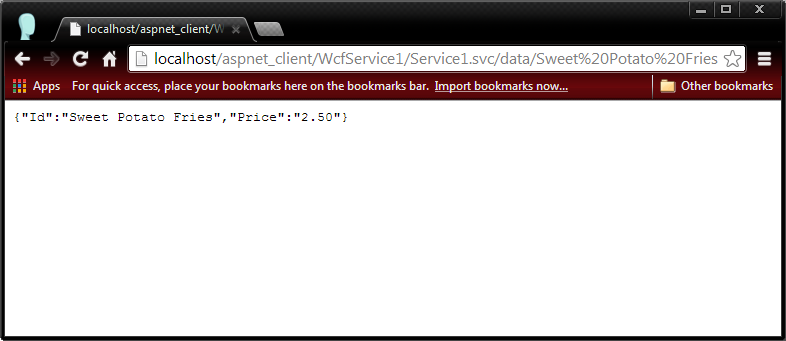 localhost/aspnet_client/W
localhost/aspnet_client/WcfService1/Service1.svc/data/Sweet%20Potato%20Fries
Apps For quick access, place your bookmarks here on the bookmarks bar. Import bookmarks now... Other bookmarks
{"Id":"Sweet Potato Fries","Price":"2.50"}